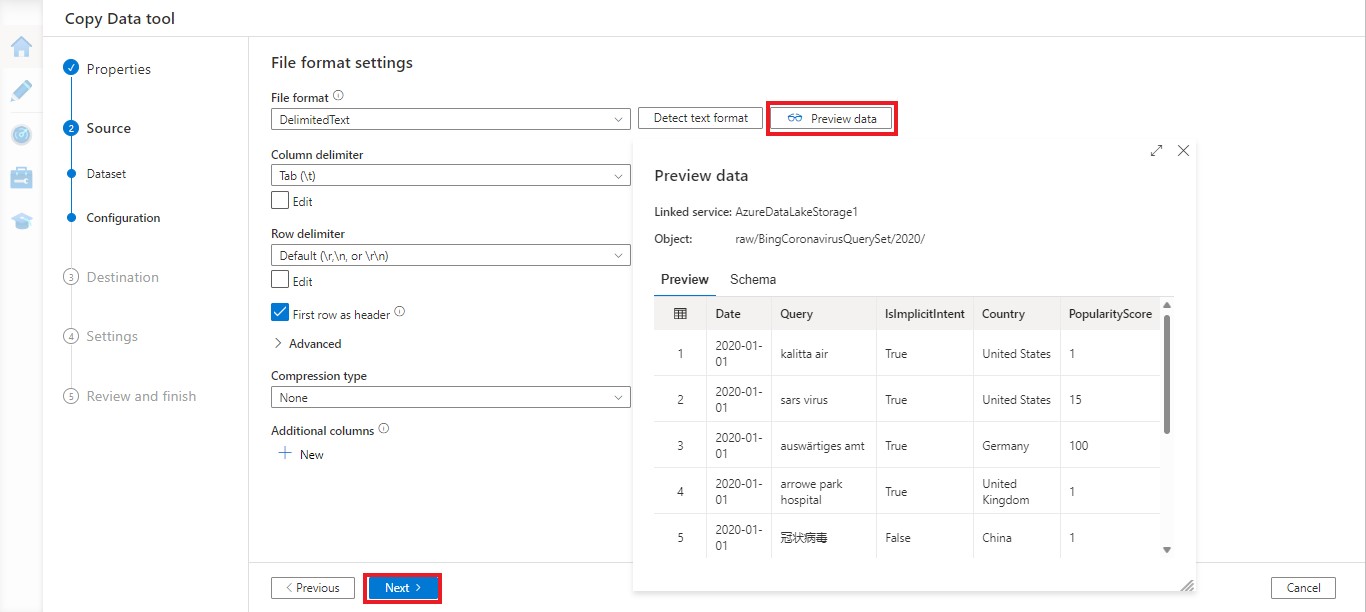 Copy Data tool
Properties
2 Source
Dataset
Configuration
3 Destination
4 Settings
5 Review and finish
File format settings
File format
DelimitedText
Detect text format
Preview data
Column delimiter
Tab (\t)
Edit
Row delimiter
Default (\r,\n, or \r\n)
Edit
First row as header
Advanced
Compression type
None
Additional columns
New
Preview data
Linked service: AzureDataLakeStorage1
Object: raw/BingCoronavirusQuerySet/2020/
Preview Schema
Date Query IsImplicitIntent Country PopularityScore
1 2020-01-01 kalitta air True United States 1
2 2020-01-01 sars virus True United States 15
3 2020-01-01 auswärtiges amt True Germany 100
4 2020-01-01 arrowe park hospital True United Kingdom 1
5 2020-01-01 冠状病毒 False China 1
Previous
Next
Cancel